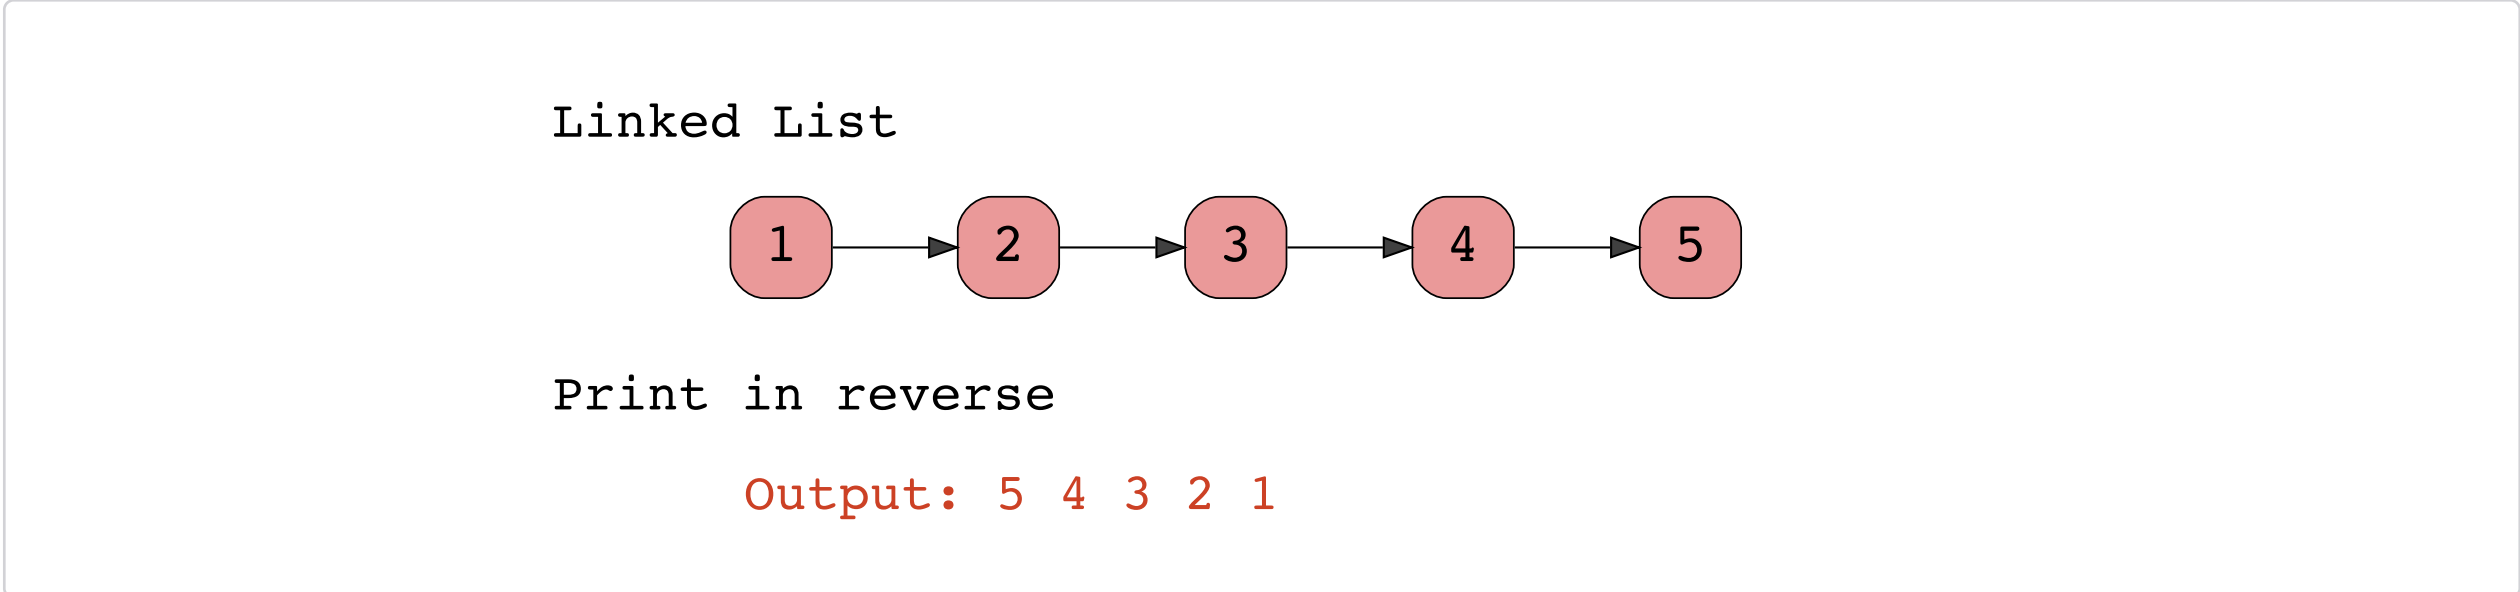 Linked List
1 2 3 4 5
Print in reverse
Output: 5 4 3 2 1